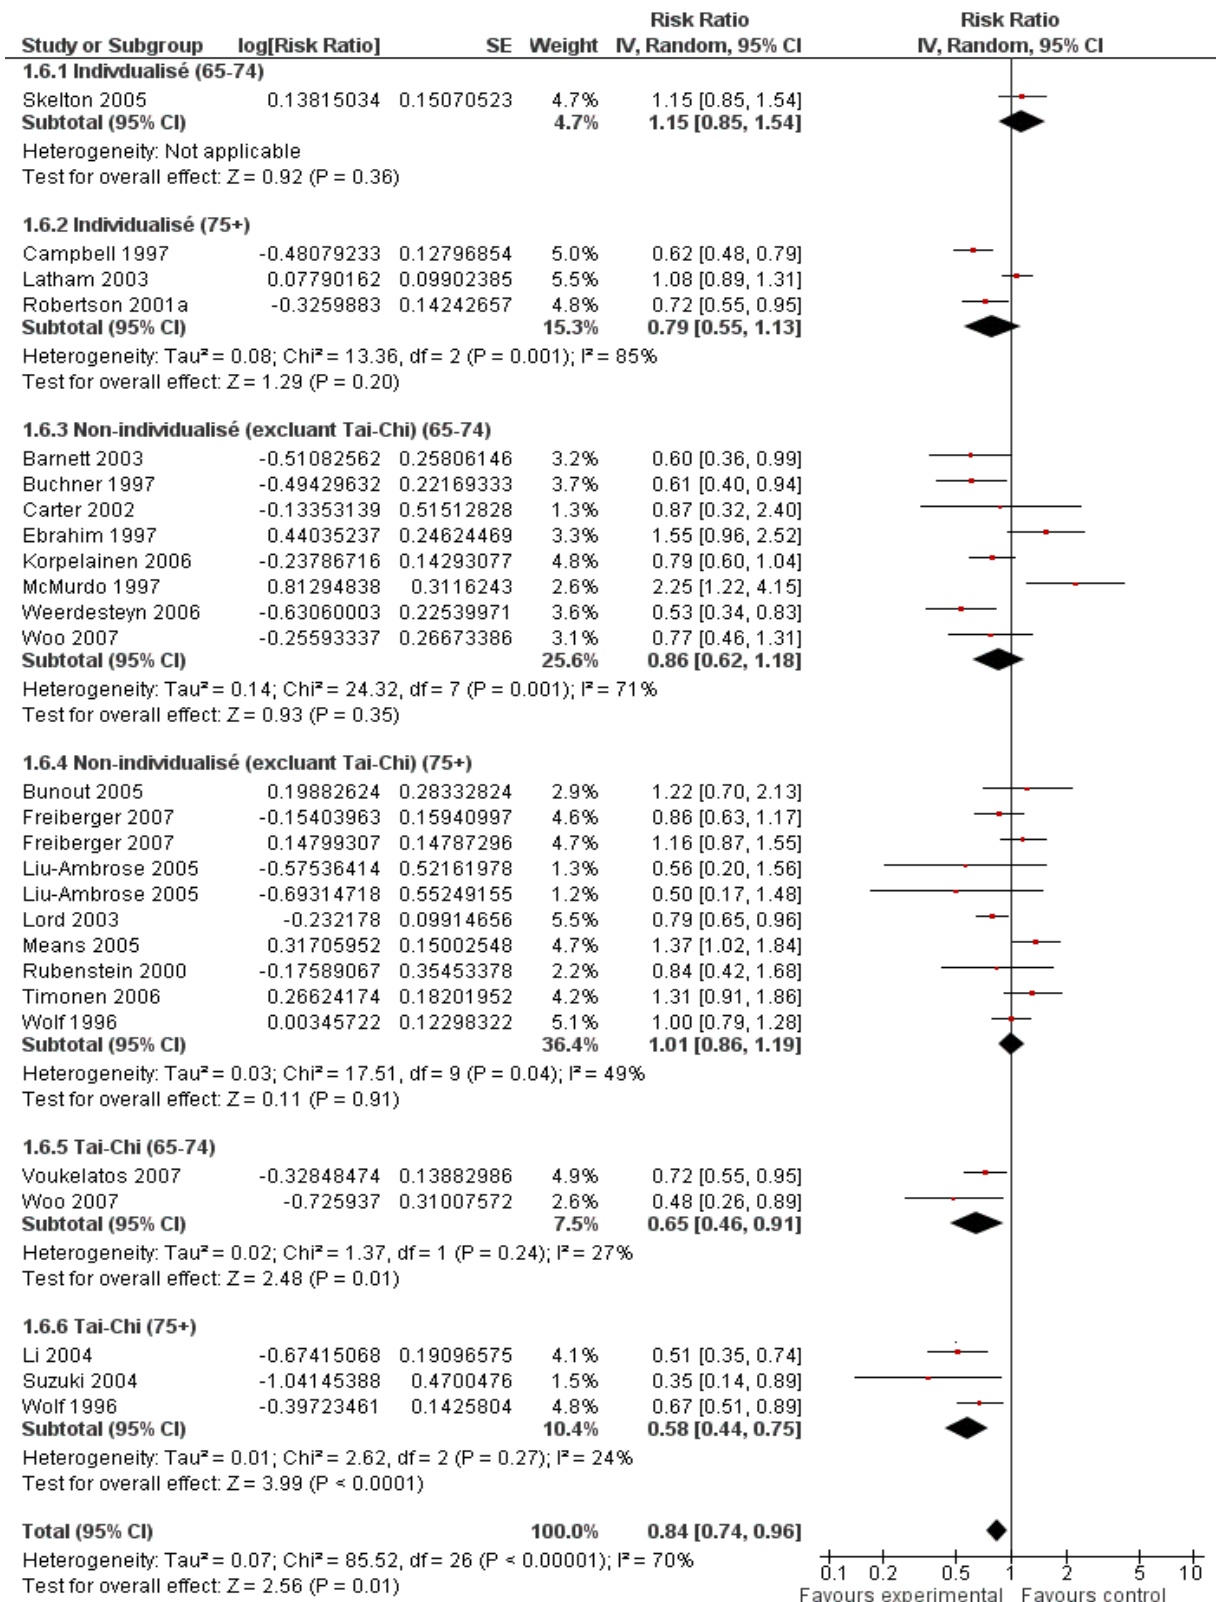 Risk Ratio Risk Ratio
Study or Subgroup log[Risk Ratio] SE Weight IV, Random, 95% CI IV, Random, 95% CI
1.6.1 Indivdualisé (65-74)
Skelton 2005 0.13815034 0.15070523 4.7% 1.15 [0.85, 1.54]
Subtotal (95% CI) 4.7% 1.15 [0.85, 1.54]
Heterogeneity: Not applicable
Test for overall effect: Z = 0.92 (P = 0.36)
1.6.2 Individualisé (75+)
Campbell 1997 -0.48079233 0.12796854 5.0% 0.62 [0.48, 0.79]
Latham 2003 0.07790162 0.09902385 5.5% 1.08 [0.89, 1.31]
Robertson 2001a -0.3259883 0.14242657 4.8% 0.72 [0.55, 0.95]
Subtotal (95% CI) 15.3% 0.79 [0.55, 1.13]
Heterogeneity: Tau² = 0.08; Chi² = 13.36, df = 2 (P = 0.001); I² = 85%
Test for overall effect: Z = 1.29 (P = 0.20)
1.6.3 Non-individualisé (excluant Tai-Chi) (65-74)
Barnett 2003 -0.51082562 0.25806146 3.2% 0.60 [0.36, 0.99]
Buchner 1997 -0.49429632 0.22169333 3.7% 0.61 [0.40, 0.94]
Carter 2002 -0.13353139 0.51512828 1.3% 0.87 [0.32, 2.40]
Ebrahim 1997 0.44035237 0.24624469 3.3% 1.55 [0.96, 2.52]
Korpelainen 2006 -0.23786716 0.14293077 4.8% 0.79 [0.60, 1.04]
McMurdo 1997 0.81294838 0.3116243 2.6% 2.25 [1.22, 4.15]
Weerdesteyn 2006 -0.63060003 0.22539971 3.6% 0.53 [0.34, 0.83]
Woo 2007 -0.25593337 0.26673386 3.1% 0.77 [0.46, 1.31]
Subtotal (95% CI) 25.6% 0.86 [0.62, 1.18]
Heterogeneity: Tau² = 0.14; Chi² = 24.32, df = 7 (P = 0.001); I² = 71%
Test for overall effect: Z = 0.93 (P = 0.35)
1.6.4 Non-individualisé (excluant Tai-Chi) (75+)
Bunout 2005 0.19882624 0.28332824 2.9% 1.22 [0.70, 2.13]
Freiberger 2007 -0.15403963 0.15940997 4.6% 0.86 [0.63, 1.17]
Freiberger 2007 0.14799307 0.14787296 4.7% 1.16 [0.87, 1.55]
Liu-Ambrose 2005 -0.57536414 0.52161978 1.3% 0.56 [0.20, 1.56]
Liu-Ambrose 2005 -0.69314718 0.55249155 1.2% 0.50 [0.17, 1.48]
Lord 2003 -0.232178 0.09914656 5.5% 0.79 [0.65, 0.96]
Means 2005 0.31705952 0.15002548 4.7% 1.37 [1.02, 1.84]
Rubenstein 2000 -0.17589067 0.35453378 2.2% 0.84 [0.42, 1.68]
Timonen 2006 0.26624174 0.18201952 4.2% 1.31 [0.91, 1.86]
Wolf 1996 0.00345722 0.12298322 5.1% 1.00 [0.79, 1.28]
Subtotal (95% CI) 36.4% 1.01 [0.86, 1.19]
Heterogeneity: Tau² = 0.03; Chi² = 17.51, df = 9 (P = 0.04); I² = 49%
Test for overall effect: Z = 0.11 (P = 0.91)
1.6.5 Tai-Chi (65-74)
Voukelatos 2007 -0.32848474 0.13882986 4.9% 0.72 [0.55, 0.95]
Woo 2007 -0.725937 0.31007572 2.6% 0.48 [0.26, 0.89]
Subtotal (95% CI) 7.5% 0.65 [0.46, 0.91]
Heterogeneity: Tau² = 0.02; Chi² = 1.37, df = 1 (P = 0.24); I² = 27%
Test for overall effect: Z = 2.48 (P = 0.01)
1.6.6 Tai-Chi (75+)
Li 2004 -0.67415068 0.19096575 4.1% 0.51 [0.35, 0.74]
Suzuki 2004 -1.04145388 0.4700476 1.5% 0.35 [0.14, 0.89]
Wolf 1996 -0.39723461 0.1425804 4.8% 0.67 [0.51, 0.89]
Subtotal (95% CI) 10.4% 0.58 [0.44, 0.75]
Heterogeneity: Tau² = 0.01; Chi² = 2.62, df = 2 (P = 0.27); I² = 24%
Test for overall effect: Z = 3.99 (P < 0.0001)
Total (95% CI) 100.0% 0.84 [0.74, 0.96]
Heterogeneity: Tau² = 0.07; Chi² = 85.52, df = 26 (P < 0.00001); I² = 70%
Test for overall effect: Z = 2.56 (P = 0.01)
0.1 0.2 0.5 1 2 5 10
Favours experimental Favours control